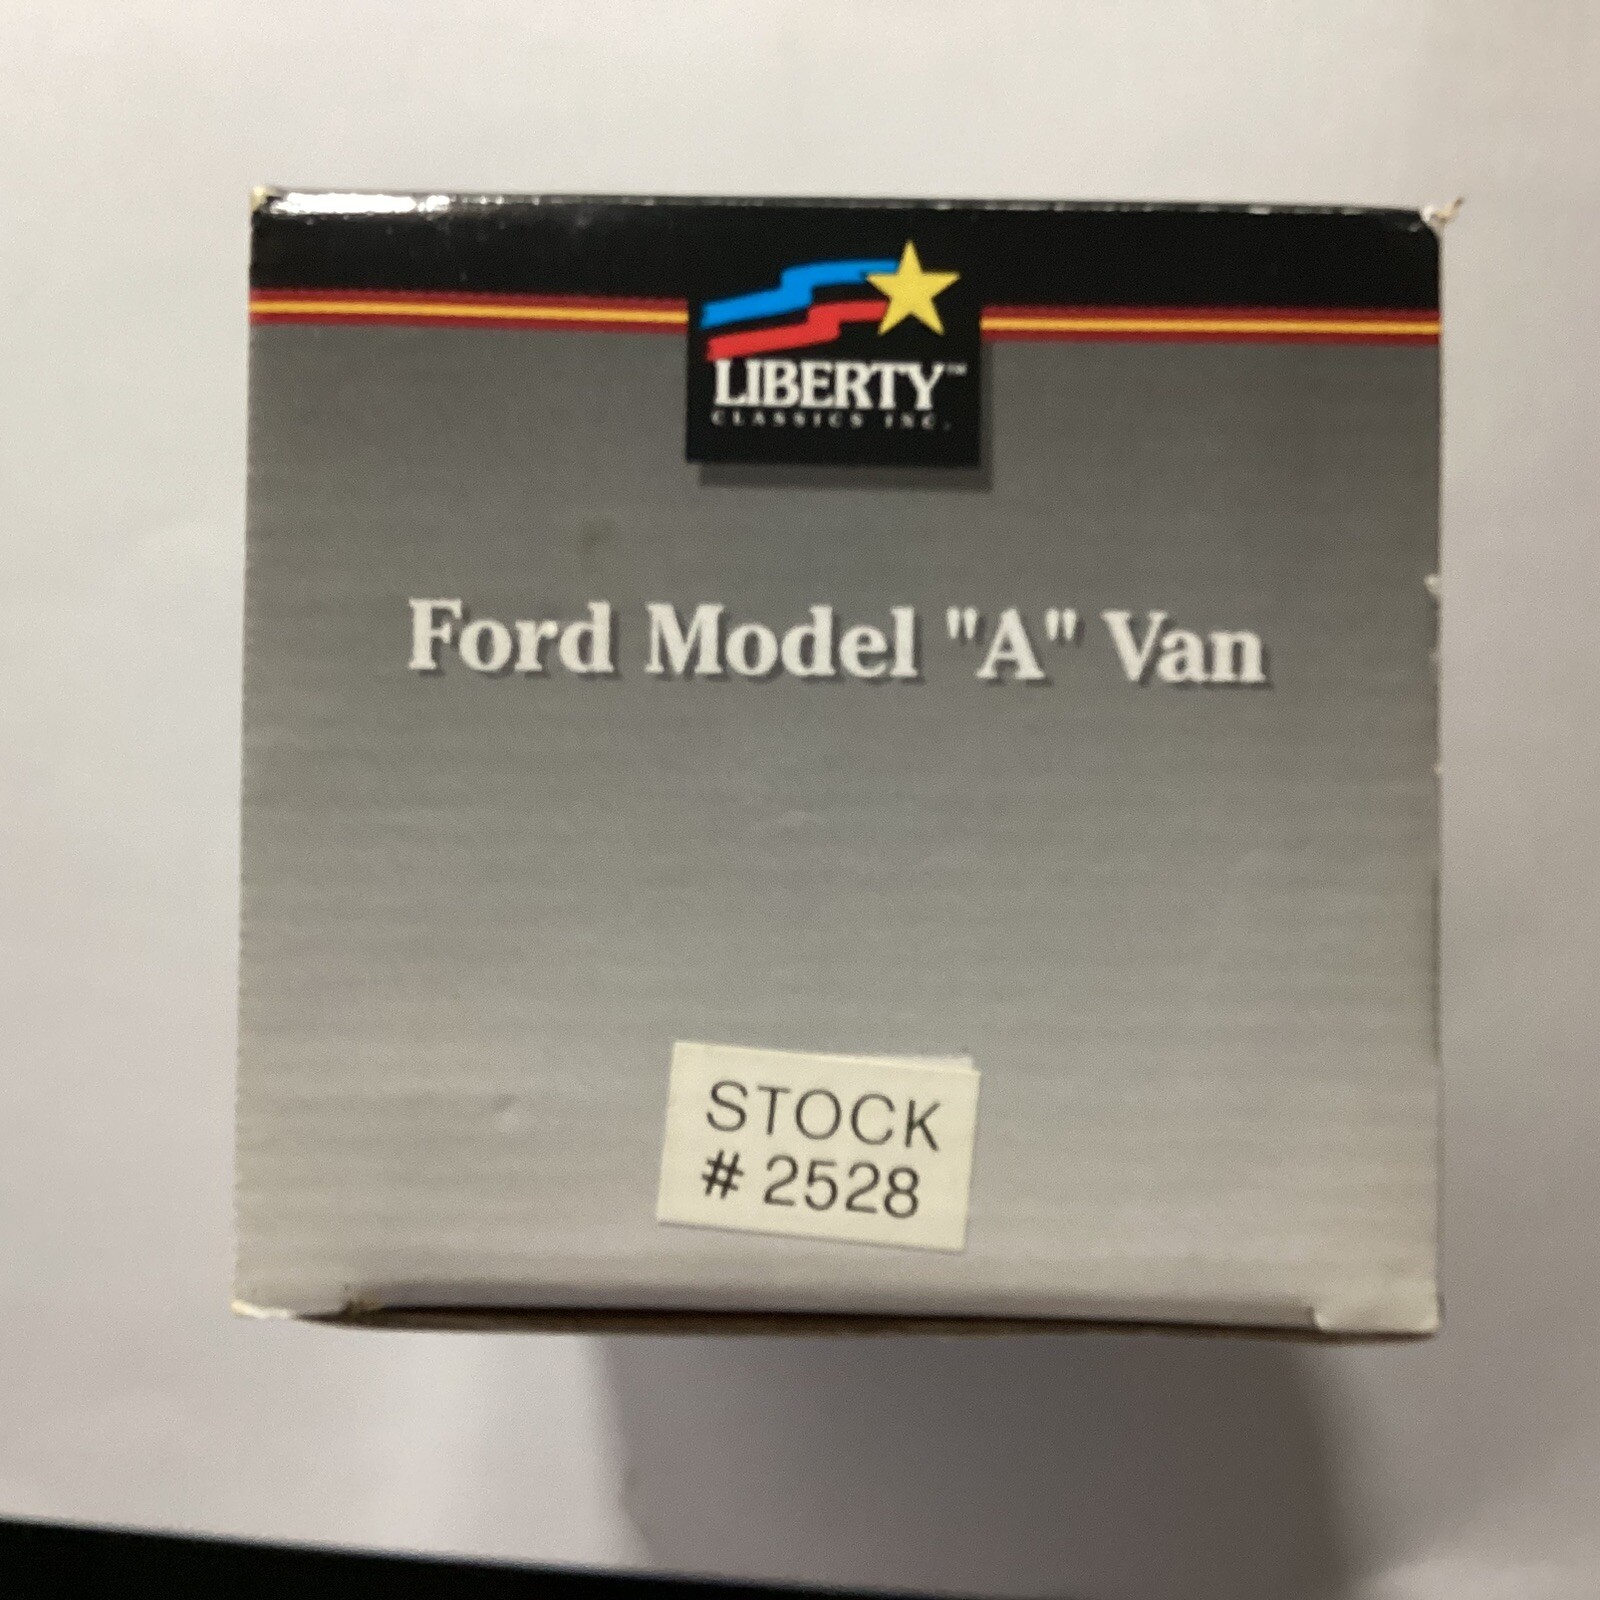 LIBERTY™
CLASSICS INC.
Ford Model "A" Van
STOCK
# 2528